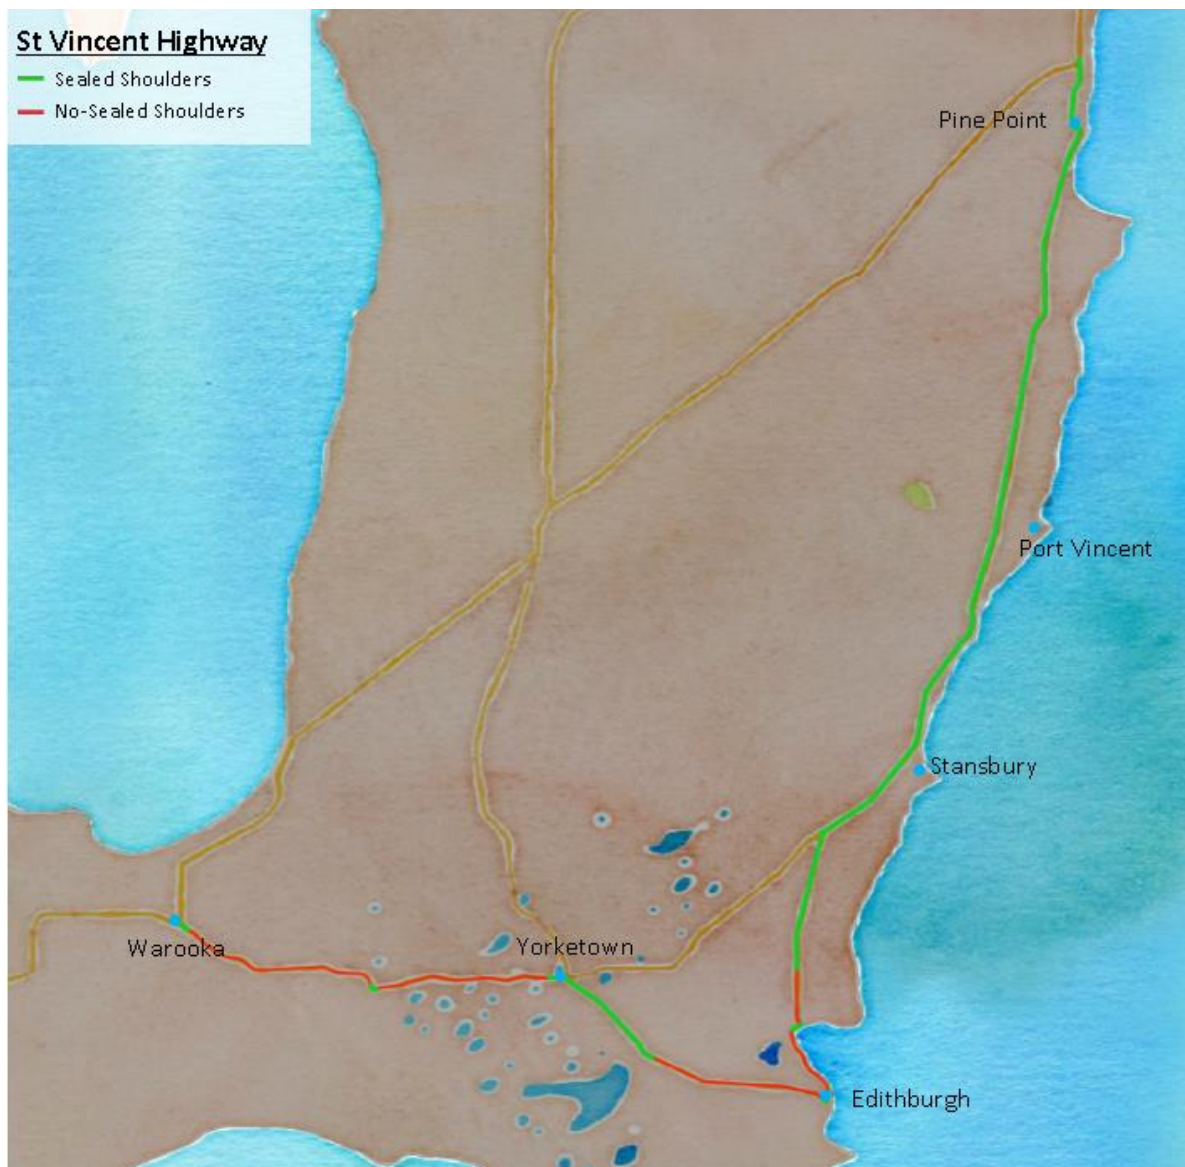 St Vincent Highway
Sealed Shoulders
No-Sealed Shoulders
Pine Point
Port Vincent
Stansbury
Warooka
Yorketown
Edithburgh